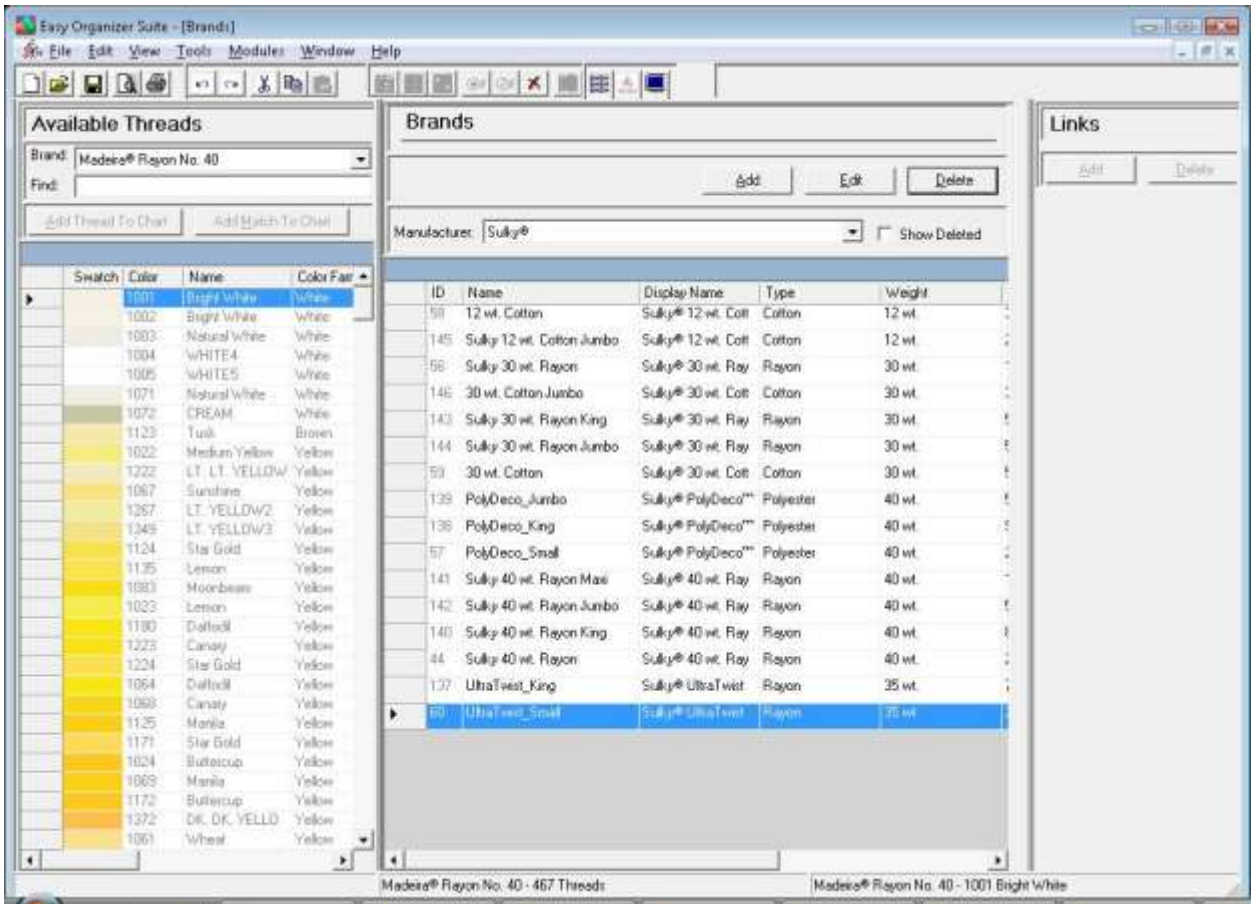 Easy Organizer Suite - [Brands]
File Edit View Tools Modules Window Help
Available Threads
Brand: Madeira® Rayon No. 40
Find:
Add Thread To Chart Add Match To Chart
Swatch Color Name Color Fam
1001 Bright White White
1002 Bright White White
1003 Natural White White
1004 WHITE4 White
1005 WHITE5 White
1071 Natural White White
1072 CREAM White
1123 Tusk Brown
1022 Medium Yellow Yellow
1222 LT. LT. YELLOW Yellow
1067 Sunshine Yellow
1267 LT. YELLOW2 Yellow
1349 LT. YELLOW3 Yellow
1124 Star Gold Yellow
1135 Lemon Yellow
1083 Moonbeam Yellow
1023 Lemon Yellow
1180 Daffodil Yellow
1223 Canary Yellow
1224 Star Gold Yellow
1064 Daffodil Yellow
1068 Canary Yellow
1125 Manila Yellow
1171 Star Gold Yellow
1024 Buttercup Yellow
1069 Manila Yellow
1172 Buttercup Yellow
1372 DK. DK. YELLO Yellow
1061 Wheat Yellow
Brands
Add Edit Delete
Manufacturer: Sulky® Show Deleted
ID Name Display Name Type Weight
58 12 wt. Cotton Sulky® 12 wt. Cott Cotton 12 wt.
145 Sulky 12 wt. Cotton Jumbo Sulky® 12 wt. Cott Cotton 12 wt.
56 Sulky 30 wt. Rayon Sulky® 30 wt. Ray Rayon 30 wt.
146 30 wt. Cotton Jumbo Sulky® 30 wt. Cott Cotton 30 wt.
143 Sulky 30 wt. Rayon King Sulky® 30 wt. Ray Rayon 30 wt.
144 Sulky 30 wt. Rayon Jumbo Sulky® 30 wt. Ray Rayon 30 wt.
59 30 wt. Cotton Sulky® 30 wt. Cott Cotton 30 wt.
139 PolyDeco_Jumbo Sulky® PolyDeco™ Polyester 40 wt.
138 PolyDeco_King Sulky® PolyDeco™ Polyester 40 wt.
57 PolyDeco_Small Sulky® PolyDeco™ Polyester 40 wt.
141 Sulky 40 wt. Rayon Maxi Sulky® 40 wt. Ray Rayon 40 wt.
142 Sulky 40 wt. Rayon Jumbo Sulky® 40 wt. Ray Rayon 40 wt.
140 Sulky 40 wt. Rayon King Sulky® 40 wt. Ray Rayon 40 wt.
44 Sulky 40 wt. Rayon Sulky® 40 wt. Ray Rayon 40 wt.
137 UltraTwist_King Sulky® UltraTwist Rayon 35 wt.
60 UltraTwist_Small Sulky® UltraTwist Rayon 35 wt.
Links
Add Delete
Madeira® Rayon No. 40 - 467 Threads Madeira® Rayon No. 40 - 1001 Bright White